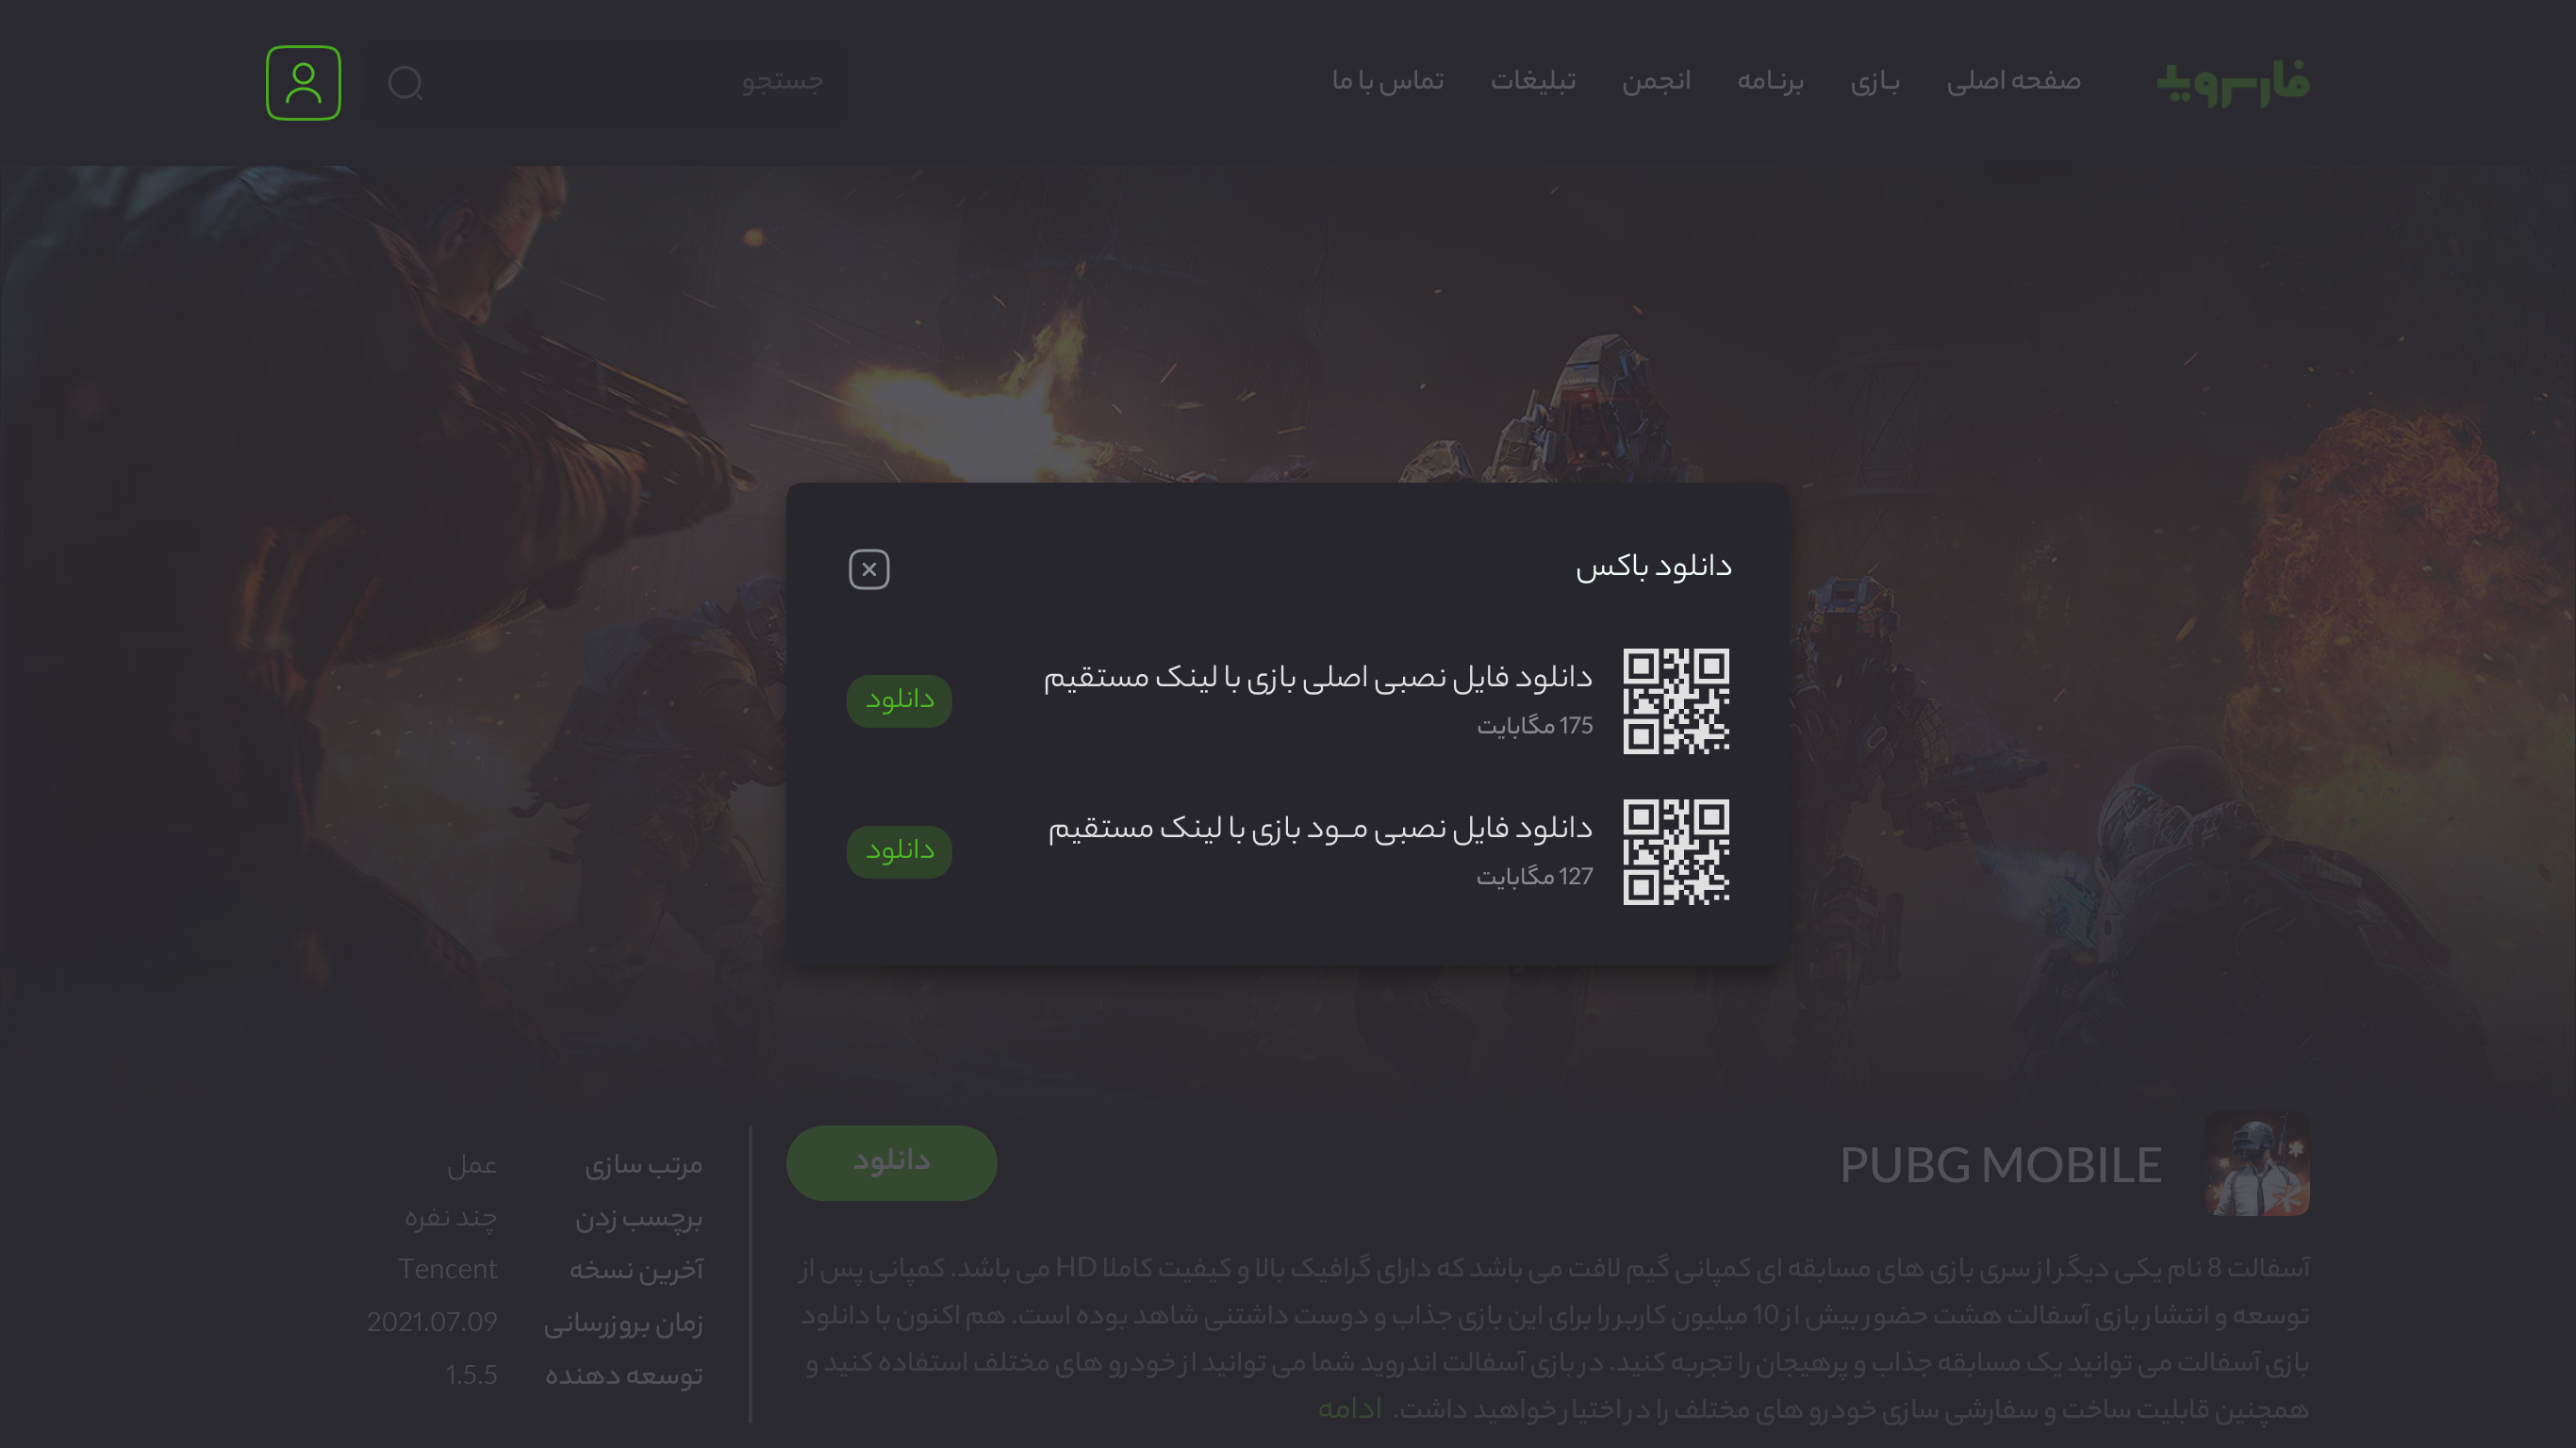 فارسروید
صفحه اصلی
بازی
برنامه
انجمن
تبلیغات
تماس با ما
جستجو
دانلود باکس
دانلود فایل نصبی اصلی بازی با لینک مستقیم
175 مگابایت
دانلود
دانلود فایل نصبی مـود بازی با لینک مستقیم
127 مگابایت
دانلود
PUBG MOBILE
دانلود
آسفالت 8 نام یکی دیگر از سری بازی های مسابقه ای کمپانی گیم لافت می باشد که دارای گرافیک بالا و کیفیت کاملا HD می باشد. کمپانی پس از
توسعه و انتشار بازی آسفالت هشت حضور بیش از 10 میلیون کاربر را برای این بازی جذاب و دوست داشتنی شاهد بوده است. هم اکنون با دانلود
بازی آسفالت می توانید یک مسابقه جذاب و پرهیجان را تجربه کنید. در بازی آسفالت اندروید شما می توانید از خودرو های مختلف استفاده کنید و
همچنین قابلیت ساخت و سفارشی سازی خودرو های مختلف را در اختیار خواهید داشت. ادامه
مرتب سازی عمل
برچسب زدن چند نفره
آخرین نسخه Tencent
زمان بروزرسانی 2021.07.09
توسعه دهنده 1.5.5